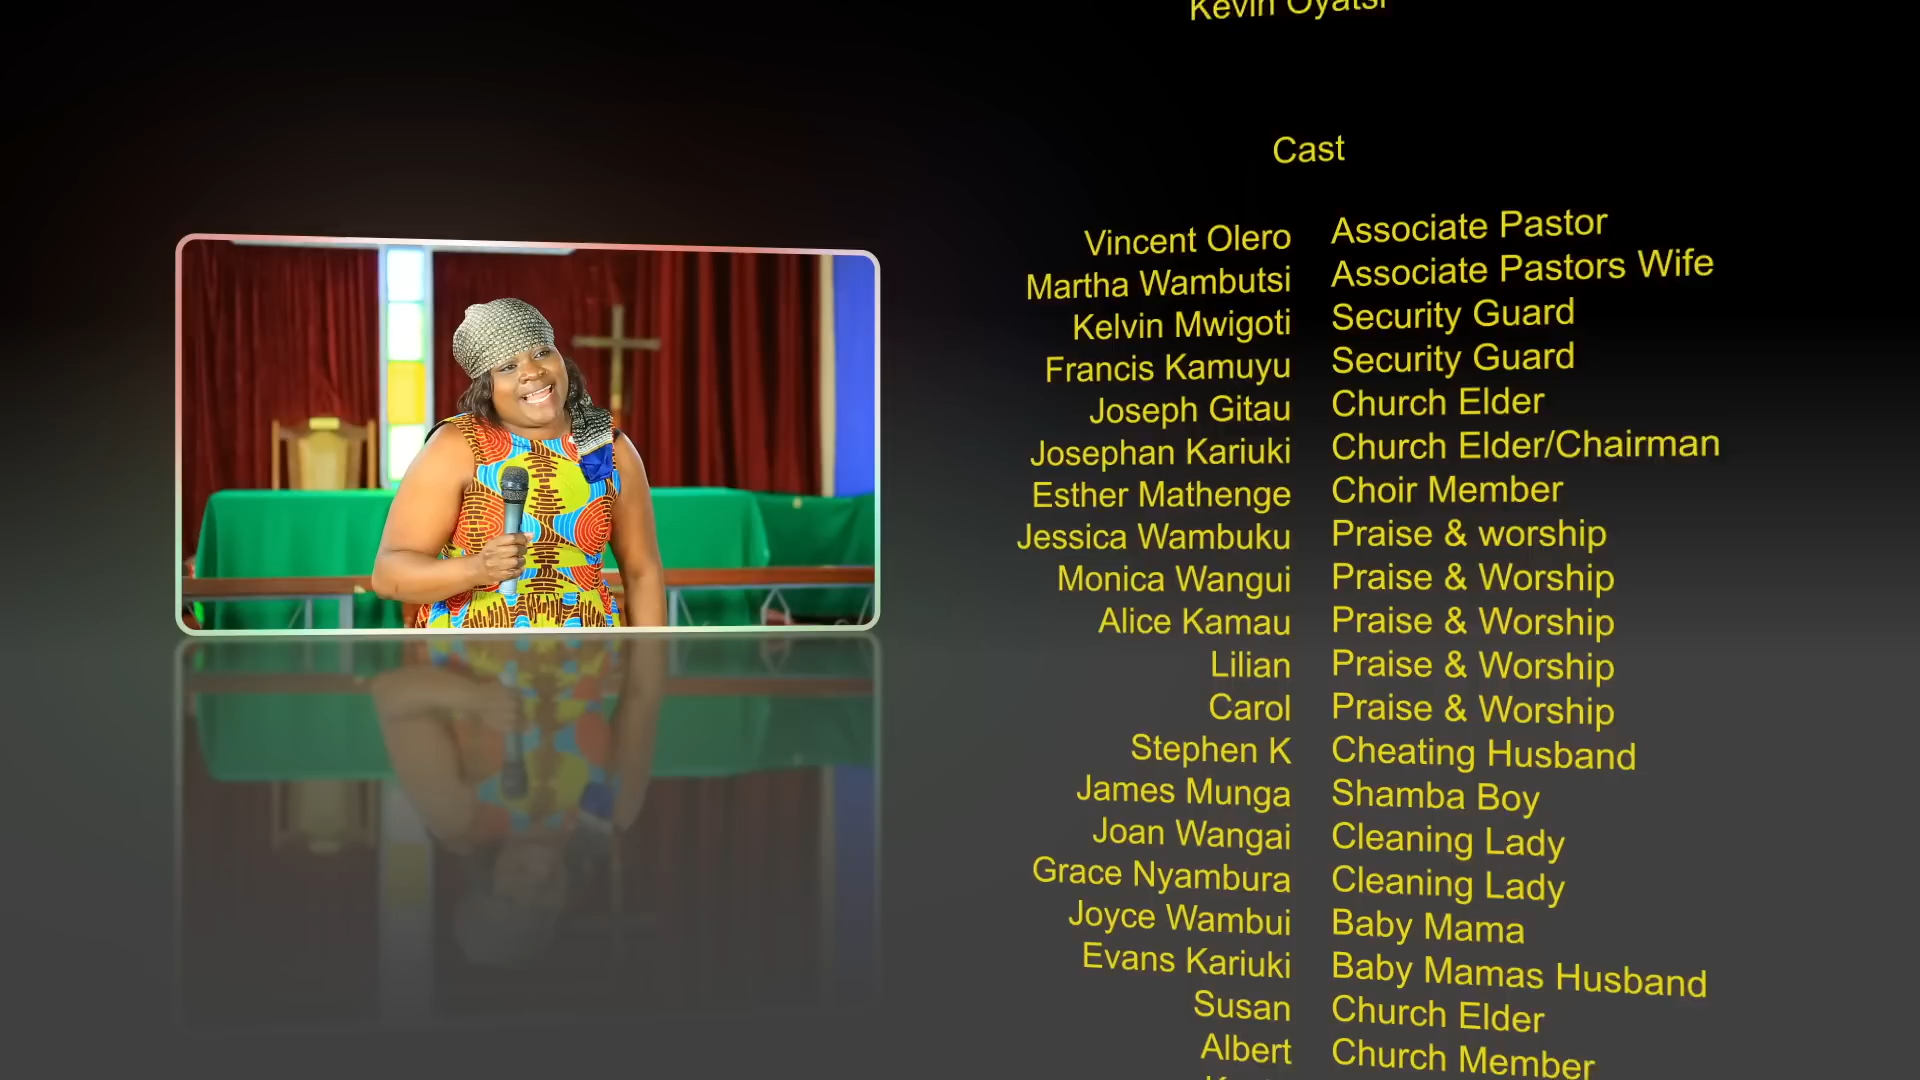 Kevin Oyatsi
Cast
Vincent Olero Associate Pastor
Martha Wambutsi Associate Pastors Wife
Kelvin Mwigoti Security Guard
Francis Kamuyu Security Guard
Joseph Gitau Church Elder
Josephan Kariuki Church Elder/Chairman
Esther Mathenge Choir Member
Jessica Wambuku Praise & worship
Monica Wangui Praise & Worship
Alice Kamau Praise & Worship
Lilian Praise & Worship
Carol Praise & Worship
Stephen K Cheating Husband
James Munga Shamba Boy
Joan Wangai Cleaning Lady
Grace Nyambura Cleaning Lady
Joyce Wambui Baby Mama
Evans Kariuki Baby Mamas Husband
Susan Church Elder
Albert Church Member